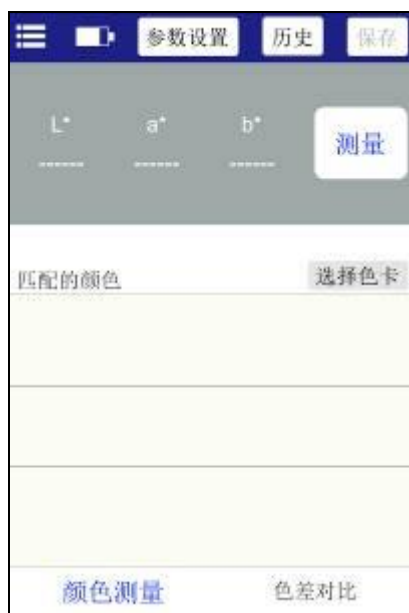 参数设置 历史 保存
L* a* b*
------ ------ ------
测量
匹配的颜色 选择色卡
颜色测量 色差对比